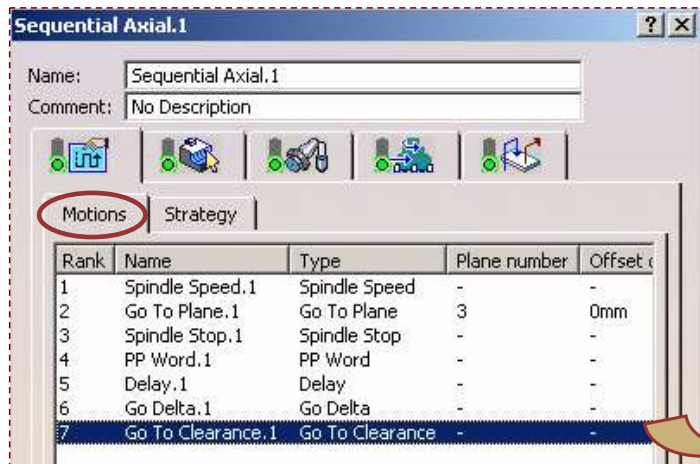 Sequential Axial.1
Name: Sequential Axial.1
Comment: No Description
Motions Strategy
Rank Name Type Plane number Offset
1 Spindle Speed.1 Spindle Speed - -
2 Go To Plane.1 Go To Plane 3 0mm
3 Spindle Stop.1 Spindle Stop - -
4 PP Word.1 PP Word - -
5 Delay.1 Delay - -
6 Go Delta.1 Go Delta - -
7 Go To Clearance.1 Go To Clearance - -